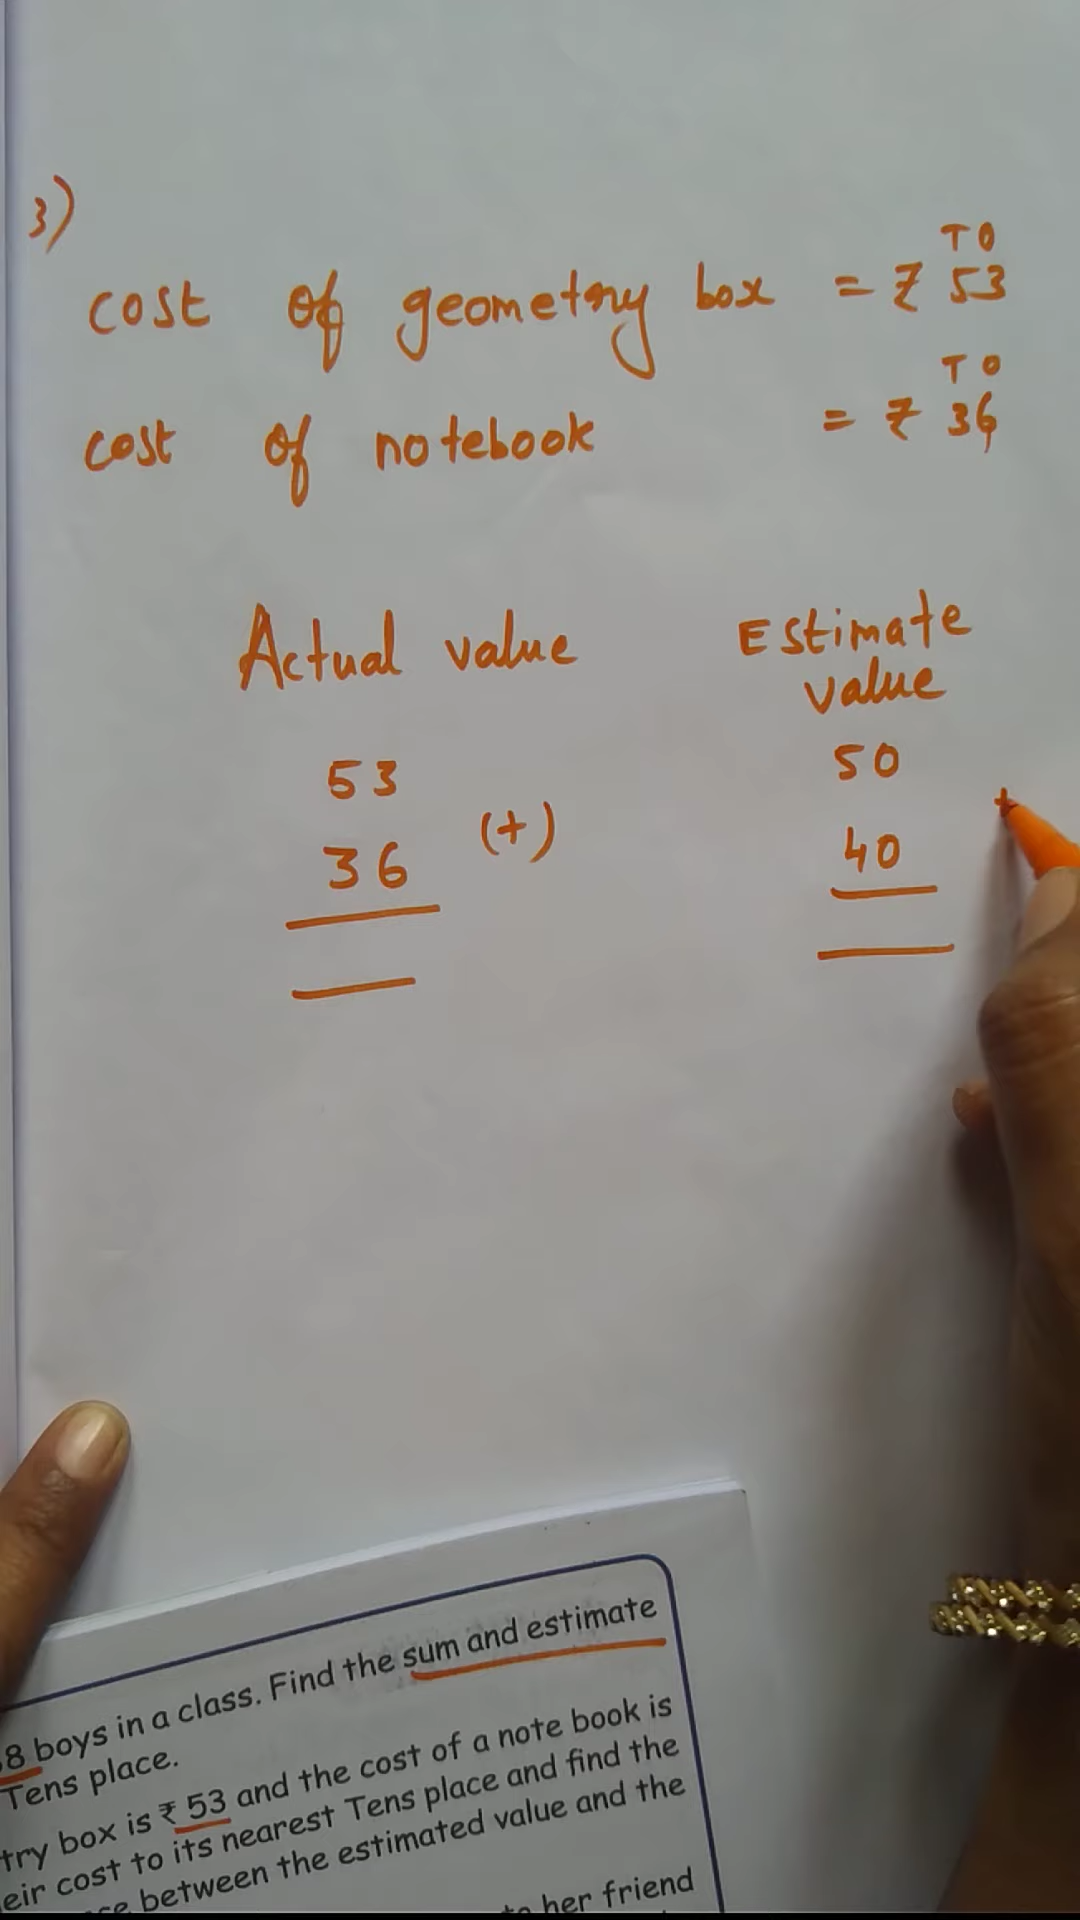 3)
T O
cost of geometry box = ₹ 53
T O
cost of notebook = ₹ 36
Actual value
Estimate
value
53
36 (+)
50
40
+
8 boys in a class. Find the sum and estimate
Tens place.
try box is ₹ 53 and the cost of a note book is
eir cost to its nearest Tens place and find the
between the estimated value and the
her friend